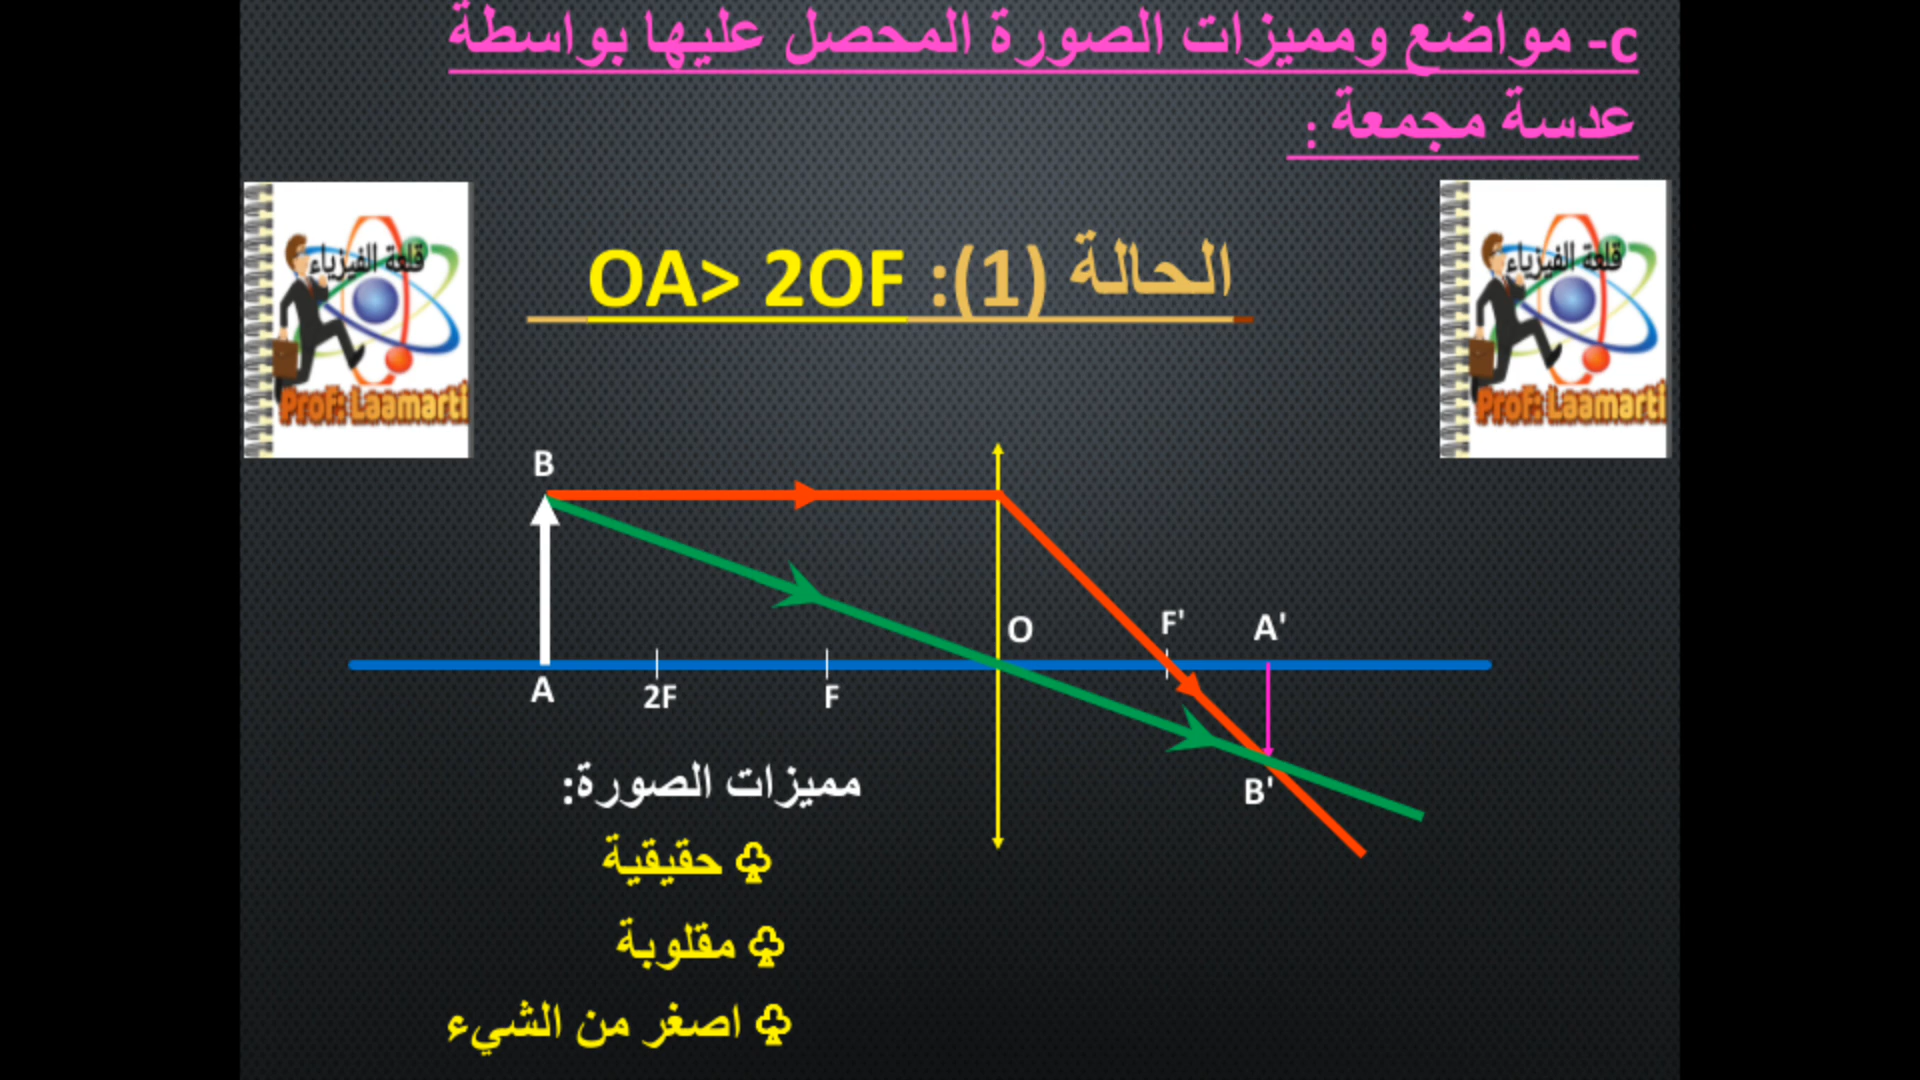 c- مواضع ومميزات الصورة المحصل عليها بواسطة
عدسة مجمعة :
قلعة الفيزياء
Prof: Laamarti
قلعة الفيزياء
Prof: Laamarti
الحالة (1): OA> 2OF
B
O
F'
A'
A
2F
F
B'
مميزات الصورة:
♧ حقيقية
♧ مقلوبة
♧ اصغر من الشيء